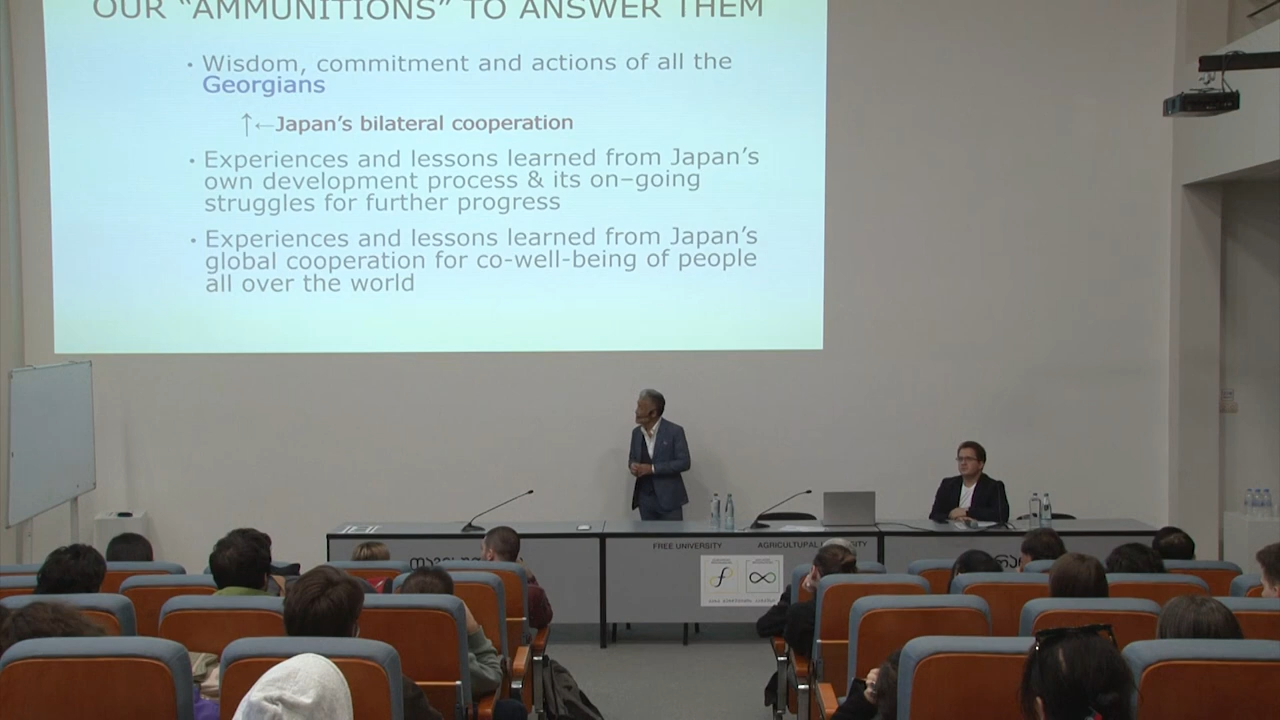 OUR “AMMUNITIONS” TO ANSWER THEM
• Wisdom, commitment and actions of all the
Georgians
↑←Japan’s bilateral cooperation
• Experiences and lessons learned from Japan’s
own development process & its on–going
struggles for further progress
• Experiences and lessons learned from Japan’s
global cooperation for co-well-being of people
all over the world
FREE UNIVERSITY